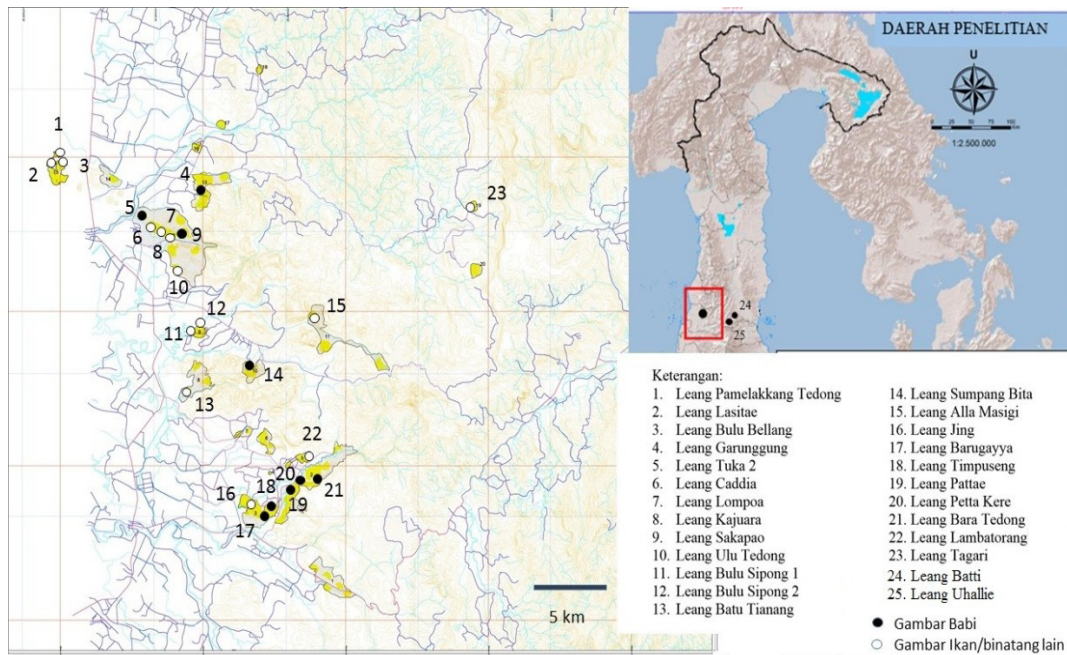 DAERAH PENELITIAN
U
0 25 50 75 100
Km
1:2.500.000
1
2
3
4
5
6
7
8
9
10
11
12
13
14
15
16
17
18
19
20
21
22
23
5 km
24
25
Keterangan:
1. Leang Pamelakkang Tedong
2. Leang Lasitae
3. Leang Bulu Bellang
4. Leang Garunggung
5. Leang Tuka 2
6. Leang Caddia
7. Leang Lompoa
8. Leang Kajuara
9. Leang Sakapao
10. Leang Ulu Tedong
11. Leang Bulu Sipong 1
12. Leang Bulu Sipong 2
13. Leang Batu Tianang
14. Leang Sumpang Bita
15. Leang Alla Masigi
16. Leang Jing
17. Leang Barugayya
18. Leang Timpuseng
19. Leang Pattae
20. Leang Petta Kere
21. Leang Bara Tedong
22. Leang Lambatorang
23. Leang Tagari
24. Leang Batti
25. Leang Uhallie
Gambar Babi
Gambar Ikan/binatang lain